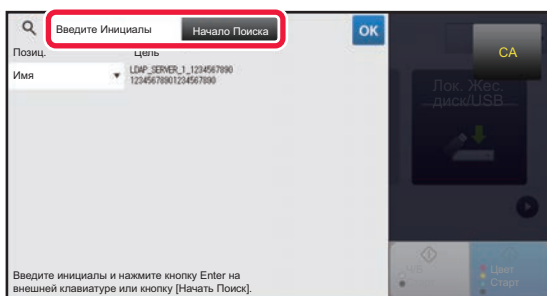 Введите Инициалы
Начало Поиска
OK
CA
Позиц.
Цель
Имя
LDAP_SERVER_1_1234567890
12345678901234567890
Лок. Жес.
диск/USB
Ч/Б
Цвет
Старт
Введите инициалы и нажмите кнопку Enter на
внешней клавиатуре или кнопку [Начать Поиск].